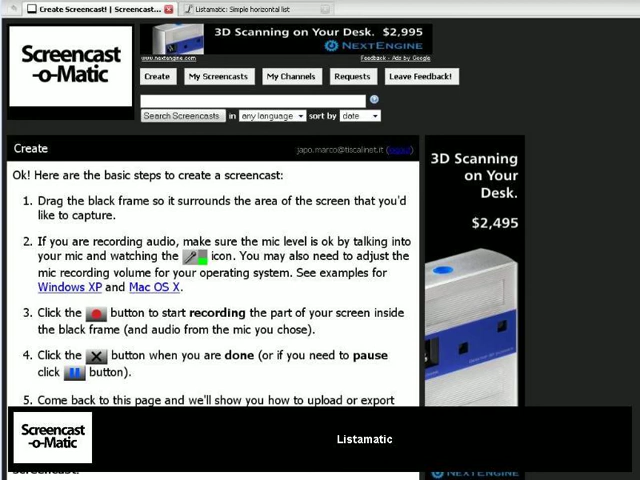 Create Screencast! | Screencast...
Listamatic: Simple horizontal list
Screencast
-o-Matic
3D Scanning on Your Desk. $2,995
NEXTENGINE
www.nextengine.com
Feedback - Ads by Google
Create
My Screencasts
My Channels
Requests
Leave Feedback!
Search Screencasts in any language sort by date
Create
japo.marco@tiscalinet.it
Ok! Here are the basic steps to create a screencast:
1. Drag the black frame so it surrounds the area of the screen that you'd
like to capture.
2. If you are recording audio, make sure the mic level is ok by talking into
your mic and watching the icon. You may also need to adjust the
mic recording volume for your operating system. See examples for
Windows XP and Mac OS X.
3. Click the button to start recording the part of your screen inside
the black frame (and audio from the mic you chose).
4. Click the button when you are done (or if you need to pause
click button).
5. Come back to this page and we'll show you how to upload or export
3D Scanning
on Your
Desk.
$2,495
Screencast
-o-Matic
Listamatic
NEXTENGINE